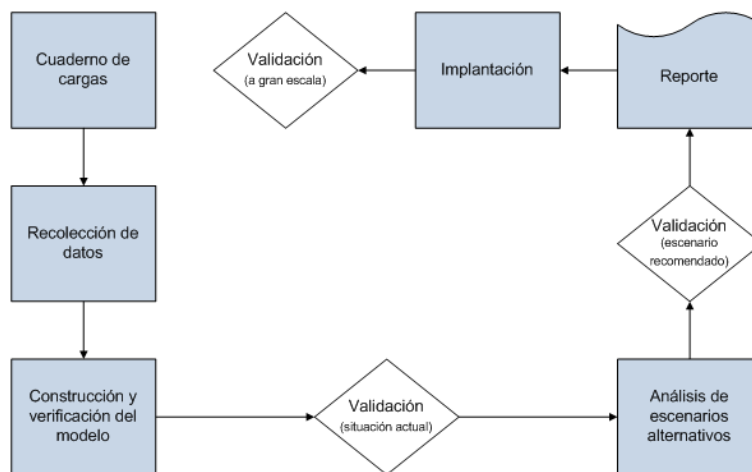 Cuaderno de
cargas
Recolección de
datos
Construcción y
verificación del
modelo
Validación
(situación actual)
Análisis de
escenarios
alternativos
Validación
(escenario
recomendado)
Reporte
Implantación
Validación
(a gran escala)